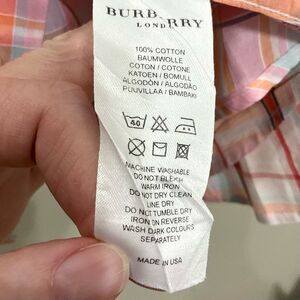 BURBERRY
LONDON
100% COTTON
BAUMWOLLE
COTON / COTONE
KATOEN / BOMULL
ALGODÓN / ALGODÃO
PUUVILLAA / BAMBAKI
40
MACHINE WASHABLE
DO NOT BLEACH
WARM IRON
DO NOT DRY CLEAN
LINE DRY
DO NOT TUMBLE DRY
IRON ON REVERSE
WASH DARK COLOURS
SEPARATELY
MADE IN USA